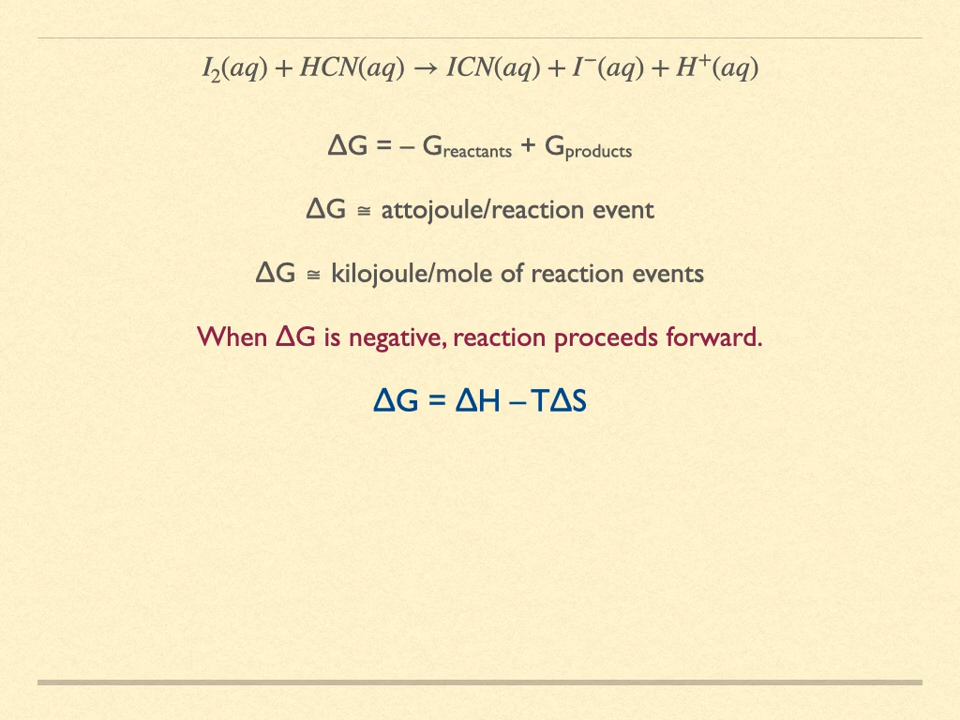 I₂(aq) + HCN(aq) → ICN(aq) + I⁻(aq) + H⁺(aq)
ΔG = – Greactants + Gproducts
ΔG ≅ attojoule/reaction event
ΔG ≅ kilojoule/mole of reaction events
When ΔG is negative, reaction proceeds forward.
ΔG = ΔH – TΔS